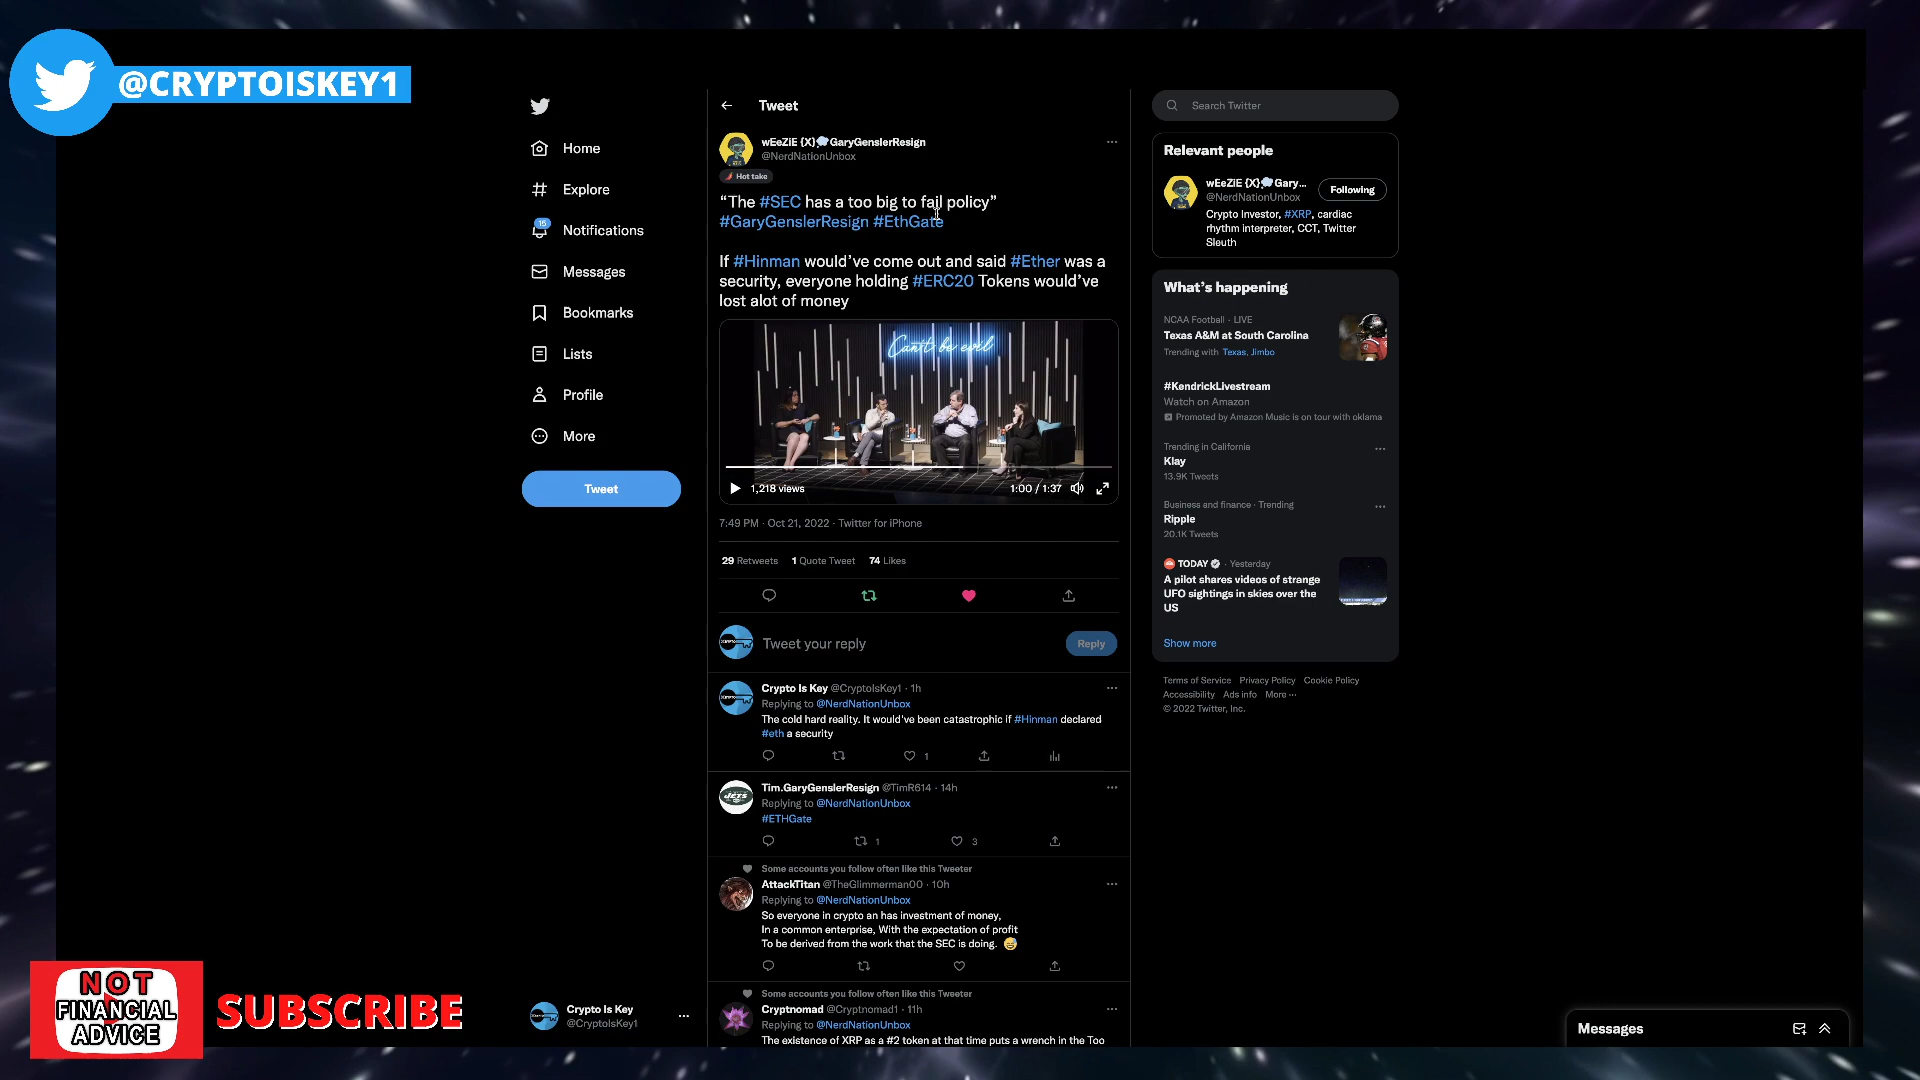 @CRYPTOISKEY1
Home
Explore
15
Notifications
Messages
Bookmarks
Lists
Profile
More
Tweet
Crypto Is Key
@CryptoIsKey1
Tweet
wEeZiE {X} GaryGenslerResign
@NerdNationUnbox
Hot take
“The #SEC has a too big to fail policy”
#GaryGenslerResign #EthGate
If #Hinman would’ve come out and said #Ether was a
security, everyone holding #ERC20 Tokens would’ve
lost alot of money
Can't be evil
1,218 views
1:00 / 1:37
7:49 PM · Oct 21, 2022 · Twitter for iPhone
29 Retweets 1 Quote Tweet 74 Likes
Tweet your reply
Reply
Crypto Is Key @CryptoIsKey1 · 1h
Replying to @NerdNationUnbox
The cold hard reality. It would've been catastrophic if #Hinman declared
#eth a security
1
JETS
Tim.GaryGenslerResign @TimR614 · 14h
Replying to @NerdNationUnbox
#ETHGate
1 3
Some accounts you follow often like this Tweeter
AttackTitan @TheGlimmerman00 · 10h
Replying to @NerdNationUnbox
So everyone in crypto an has investment of money,
In a common enterprise, With the expectation of profit
To be derived from the work that the SEC is doing.
Some accounts you follow often like this Tweeter
Cryptnomad @Cryptnomad1 · 11h
Replying to @NerdNationUnbox
The existence of XRP as a #2 token at that time puts a wrench in the Too
Search Twitter
Relevant people
wEeZiE {X} Gary...
@NerdNationUnbox
Following
Crypto Investor, #XRP, cardiac
rhythm interpreter, CCT, Twitter
Sleuth
What’s happening
NCAA Football · LIVE
Texas A&M at South Carolina
Trending with Texas, Jimbo
#KendrickLivestream
Watch on Amazon
Promoted by Amazon Music is on tour with oklama
Trending in California
Klay
13.9K Tweets
Business and finance · Trending
Ripple
20.1K Tweets
TODAY · Yesterday
A pilot shares videos of strange
UFO sightings in skies over the
US
Show more
Terms of Service Privacy Policy Cookie Policy
Accessibility Ads info More ···
© 2022 Twitter, Inc.
Messages
NOT
FINANCIAL
ADVICE
SUBSCRIBE